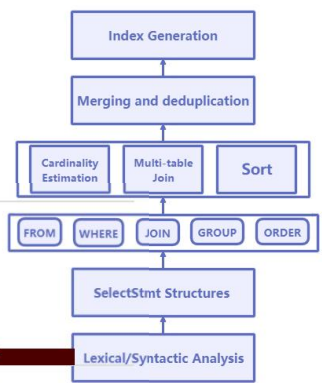 Index Generation
Merging and deduplication
Cardinality
Estimation
Multi-table
Join
Sort
FROM WHERE JOIN GROUP ORDER
SelectStmt Structures
Lexical/Syntactic Analysis